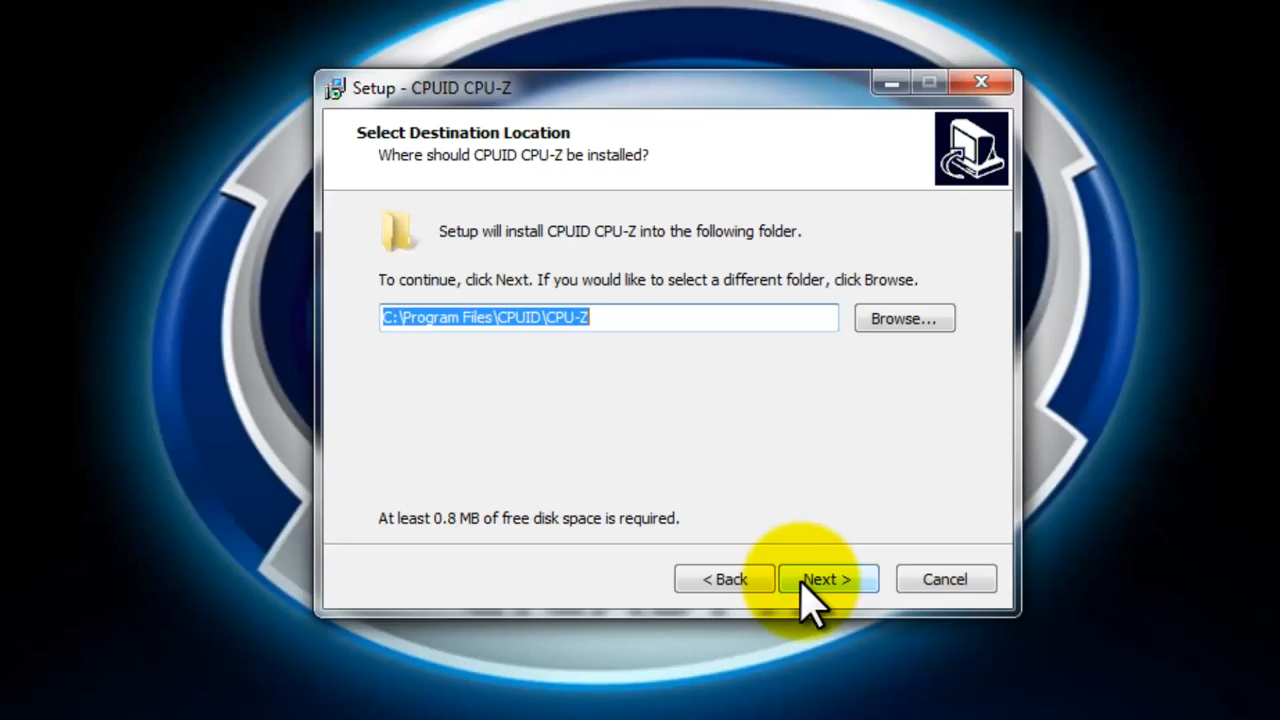 Setup - CPUID CPU-Z
Select Destination Location
Where should CPUID CPU-Z be installed?
Setup will install CPUID CPU-Z into the following folder.
To continue, click Next. If you would like to select a different folder, click Browse.
C:\Program Files\CPUID\CPU-Z
Browse...
At least 0.8 MB of free disk space is required.
< Back
Next >
Cancel